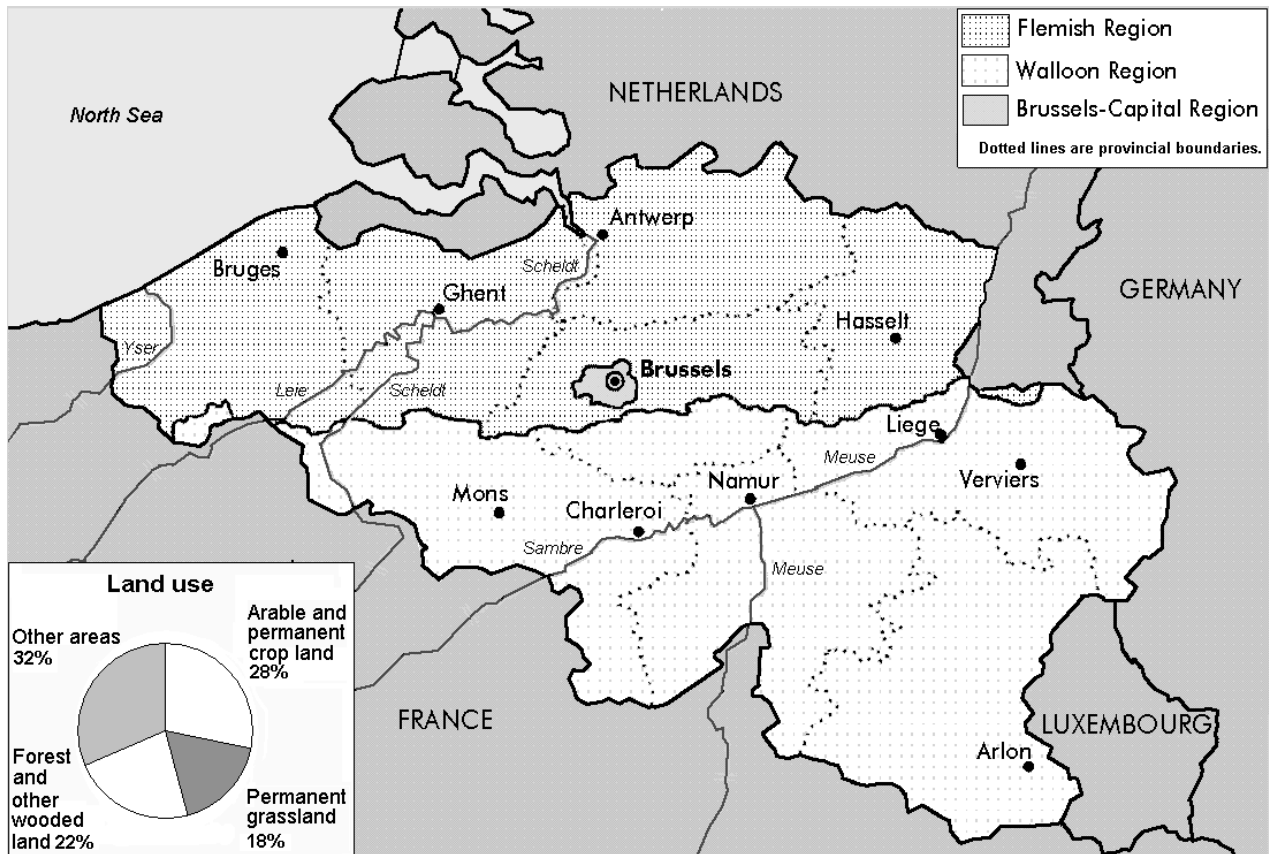 Flemish Region
Walloon Region
Brussels-Capital Region
Dotted lines are provincial boundaries.
North Sea
NETHERLANDS
Antwerp
Bruges
Scheldt
Ghent
GERMANY
Hasselt
Yser
Brussels
Leie
Scheldt
Liege
Meuse
Verviers
Namur
Mons
Charleroi
Sambre
Meuse
FRANCE
LUXEMBOURG
Arlon
Land use
Other areas
32%
Arable and
permanent
crop land
28%
Forest
and
other
wooded
land 22%
Permanent
grassland
18%